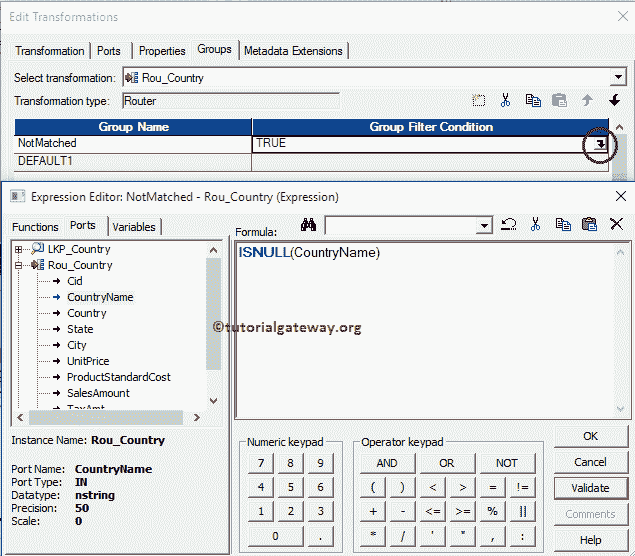 Edit Transformations
Transformation Ports Properties Groups Metadata Extensions
Select transformation: Rou_Country
Transformation type: Router
Group Name Group Filter Condition
NotMatched TRUE
DEFAULT1
Expression Editor: NotMatched - Rou_Country (Expression)
Functions Ports Variables Formula:
LKP_Country
Rou_Country
Cid
CountryName
Country
State
City
UnitPrice
ProductStandardCost
SalesAmount
TaxAmt
ISNULL(CountryName)
©tutorialgateway.org
Instance Name: Rou_Country
Port Name: CountryName
Port Type: IN
Datatype: nstring
Precision: 50
Scale: 0
Numeric keypad
7 8 9
4 5 6
1 2 3
0 .
Operator keypad
AND OR NOT
( ) < > = !=
+ - <= >= % ||
* / ' " , :
OK
Cancel
Validate
Comments
Help